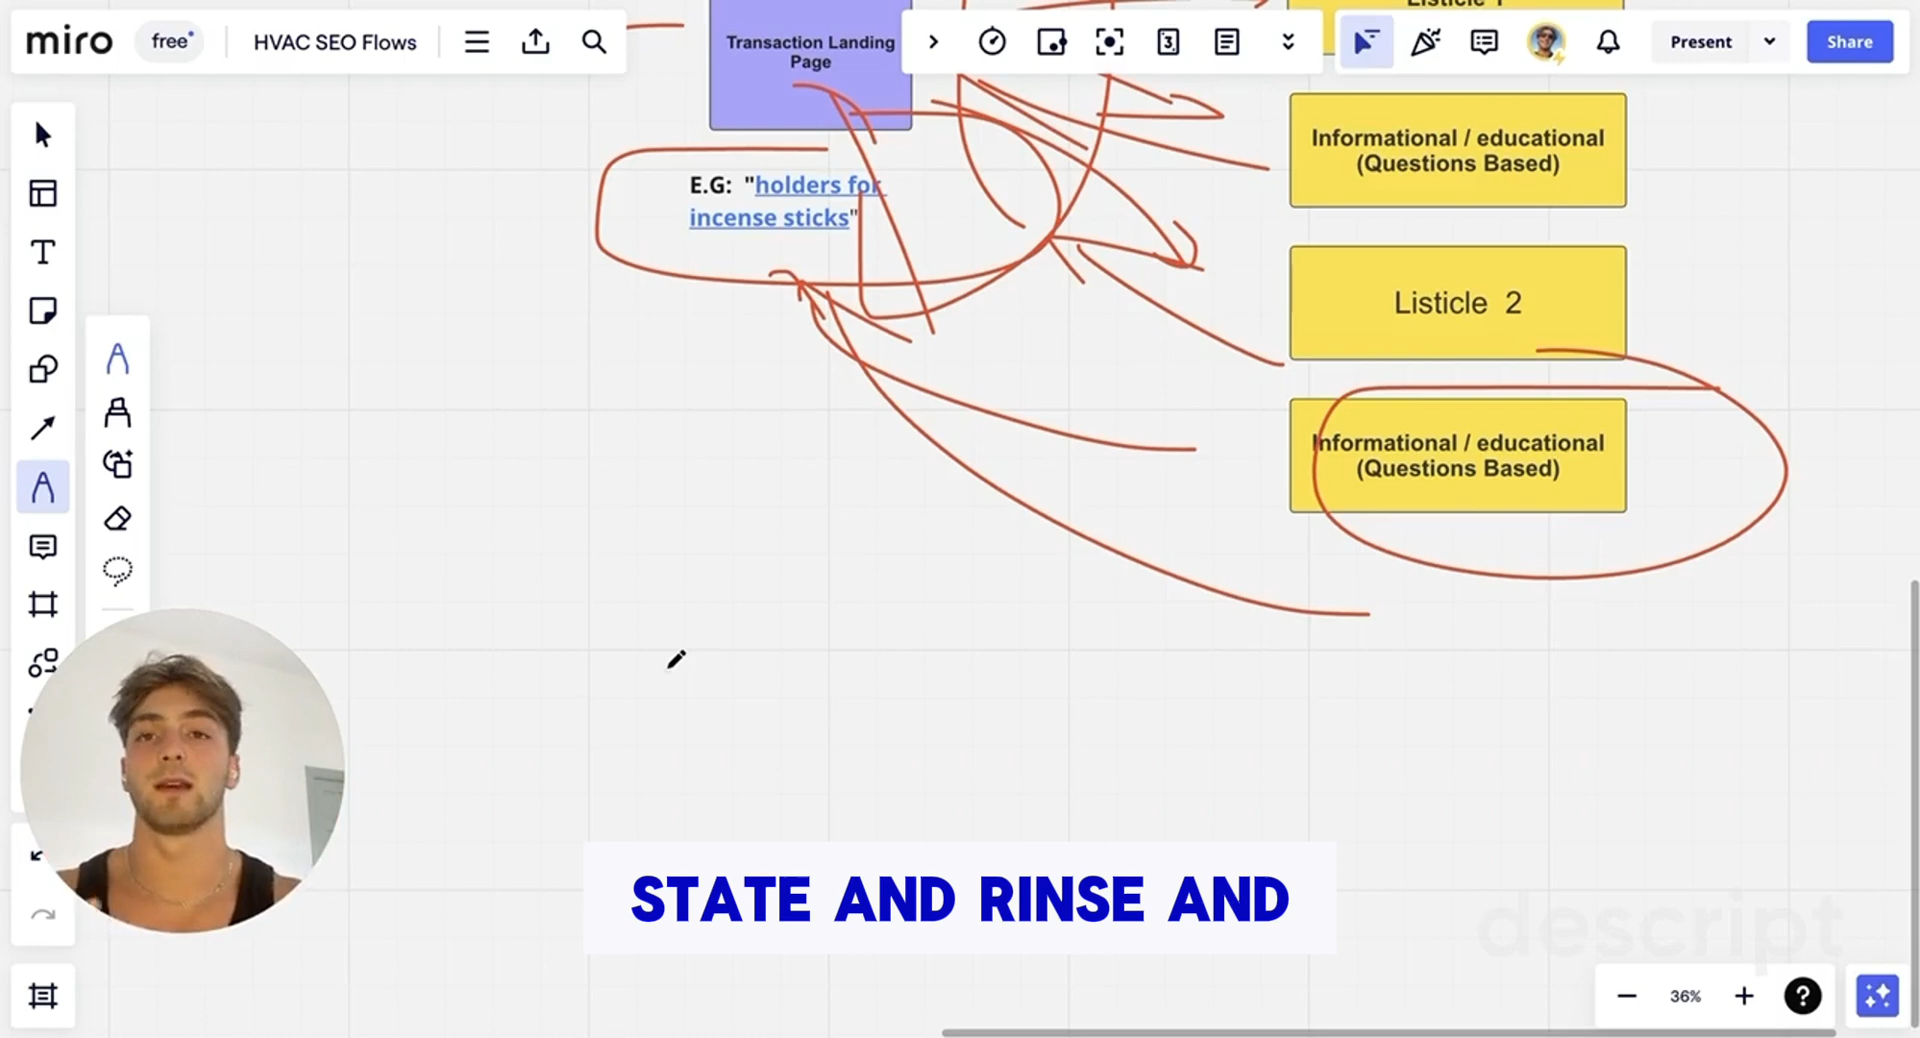 miro
free
HVAC SEO Flows
Transaction Landing
Page
3
Present
Share
Informational / educational
(Questions Based)
E.G: "holders for
incense sticks"
Listicle 2
Informational / educational
(Questions Based)
STATE AND RINSE AND
descript
36%
?